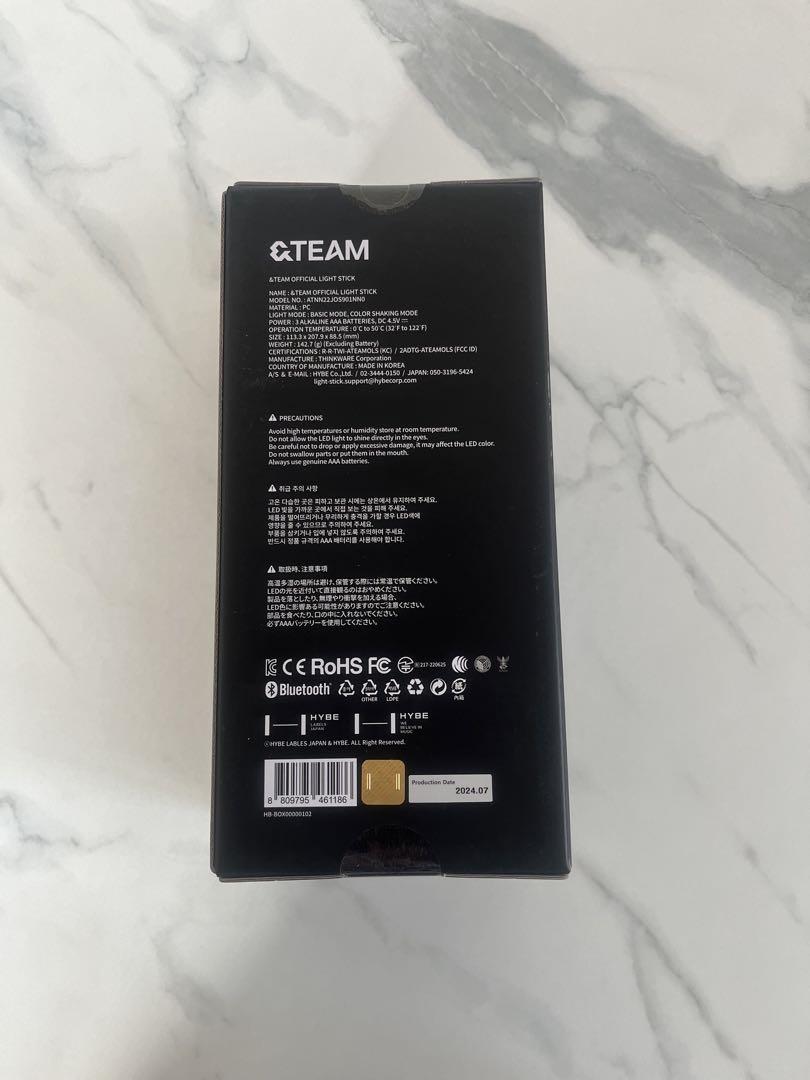 &TEAM
&TEAM OFFICIAL LIGHT STICK
NAME : &TEAM OFFICIAL LIGHT STICK
MODEL NO. : ATNN22JOS901NN0
MATERIAL : PC
LIGHT MODE : BASIC MODE, COLOR SHAKING MODE
POWER : 3 ALKALINE AAA BATTERIES, DC 4.5V ⎓
OPERATION TEMPERATURE : 0˚C to 50˚C (32˚F to 122˚F)
SIZE : 113.3 x 207.9 x 88.5 (mm)
WEIGHT : 142.7 (g) (Excluding Battery)
CERTIFICATIONS : R-R-TWI-ATEAMOLS (KC) / 2ADTG-ATEAMOLS (FCC ID)
MANUFACTURE : THINKWARE Corporation
COUNTRY OF MANUFACTURE : MADE IN KOREA
A/S & E-MAIL : HYBE Co.,Ltd. / 02-3444-0150 / JAPAN: 050-3196-5424
light-stick.support@hybecorp.com
⚠ PRECAUTIONS
Avoid high temperatures or humidity store at room temperature.
Do not allow the LED light to shine directly in the eyes.
Be careful not to drop or apply excessive damage, it may affect the LED color.
Do not swallow parts or put them in the mouth.
Always use genuine AAA batteries.
⚠ 취급 주의 사항
고온 다습한 곳은 피하고 보관 시에는 상온에서 유지하여 주세요.
LED 빛을 가까운 곳에서 직접 보는 것을 피해 주세요.
제품을 떨어뜨리거나 무리하게 충격을 가할 경우 LED색에
영향을 줄 수 있으므로 주의하여 주세요.
부품을 삼키거나 입에 넣지 않도록 주의하여 주세요.
반드시 정품 규격의 AAA 배터리를 사용해야 합니다.
⚠ 取扱時、注意事項
高温多湿の場所は避け、保管する際には常温で保管ください。
LEDの光を近付いて直接観るのはおやめください。
製品を落としたり、無理やり衝撃を加える場合、
LED色に影響ある可能性がありますのでご注意ください。
部品を食べたり、口の中に入れないでください。
必ずAAAバッテリーを使用してください。
CE RoHS FC R 217-220625
Bluetooth OTHER LDPE 紙 内箱
HYBE LABELS JAPAN HYBE WE BELIEVE IN MUSIC
ⓒHYBE LABLES JAPAN & HYBE. ALL Right Reserved.
8 809795 461186
Production Date
2024.07
HB-BOX00000102